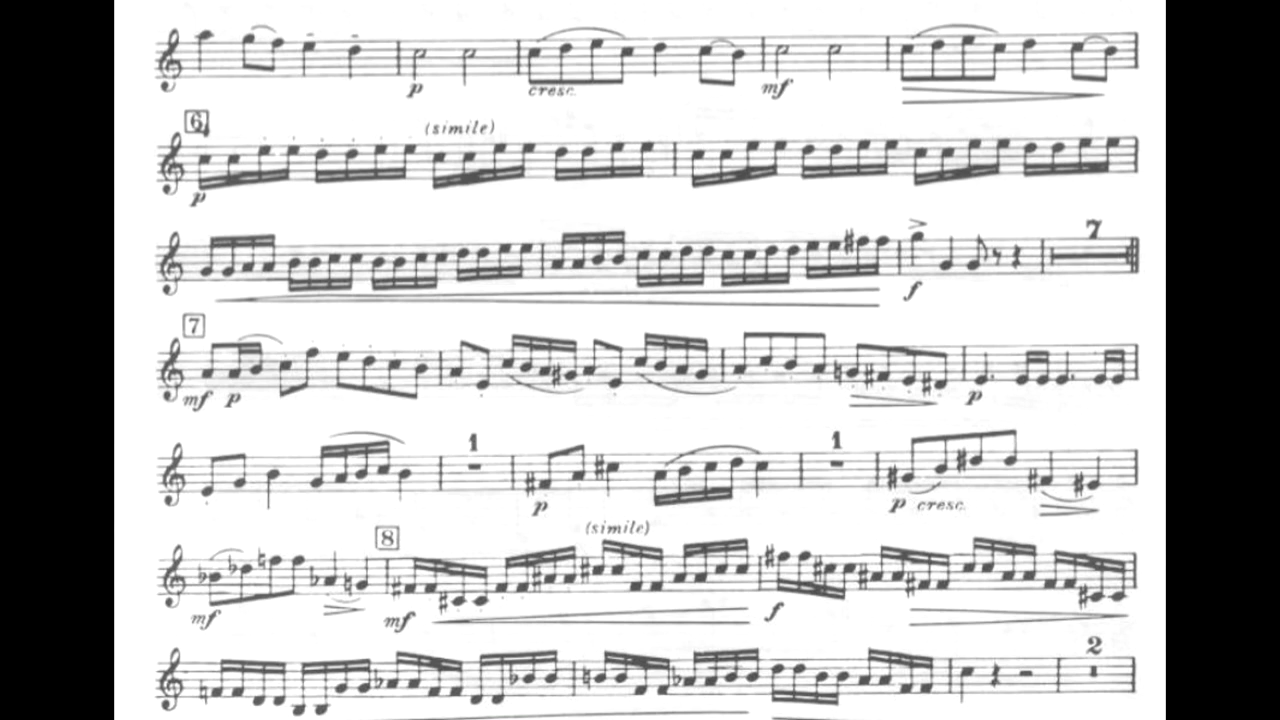 p cresc. mf
6 (simile)
p
7
f
7
mf p p
1 1
p p cresc.
8 (simile)
mf mf f
2